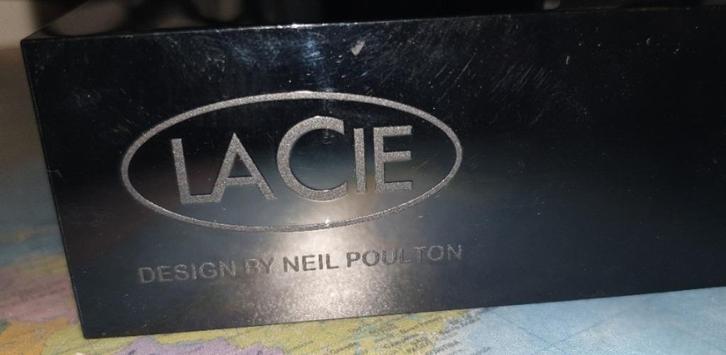 LACIE
DESIGN BY NEIL POULTON